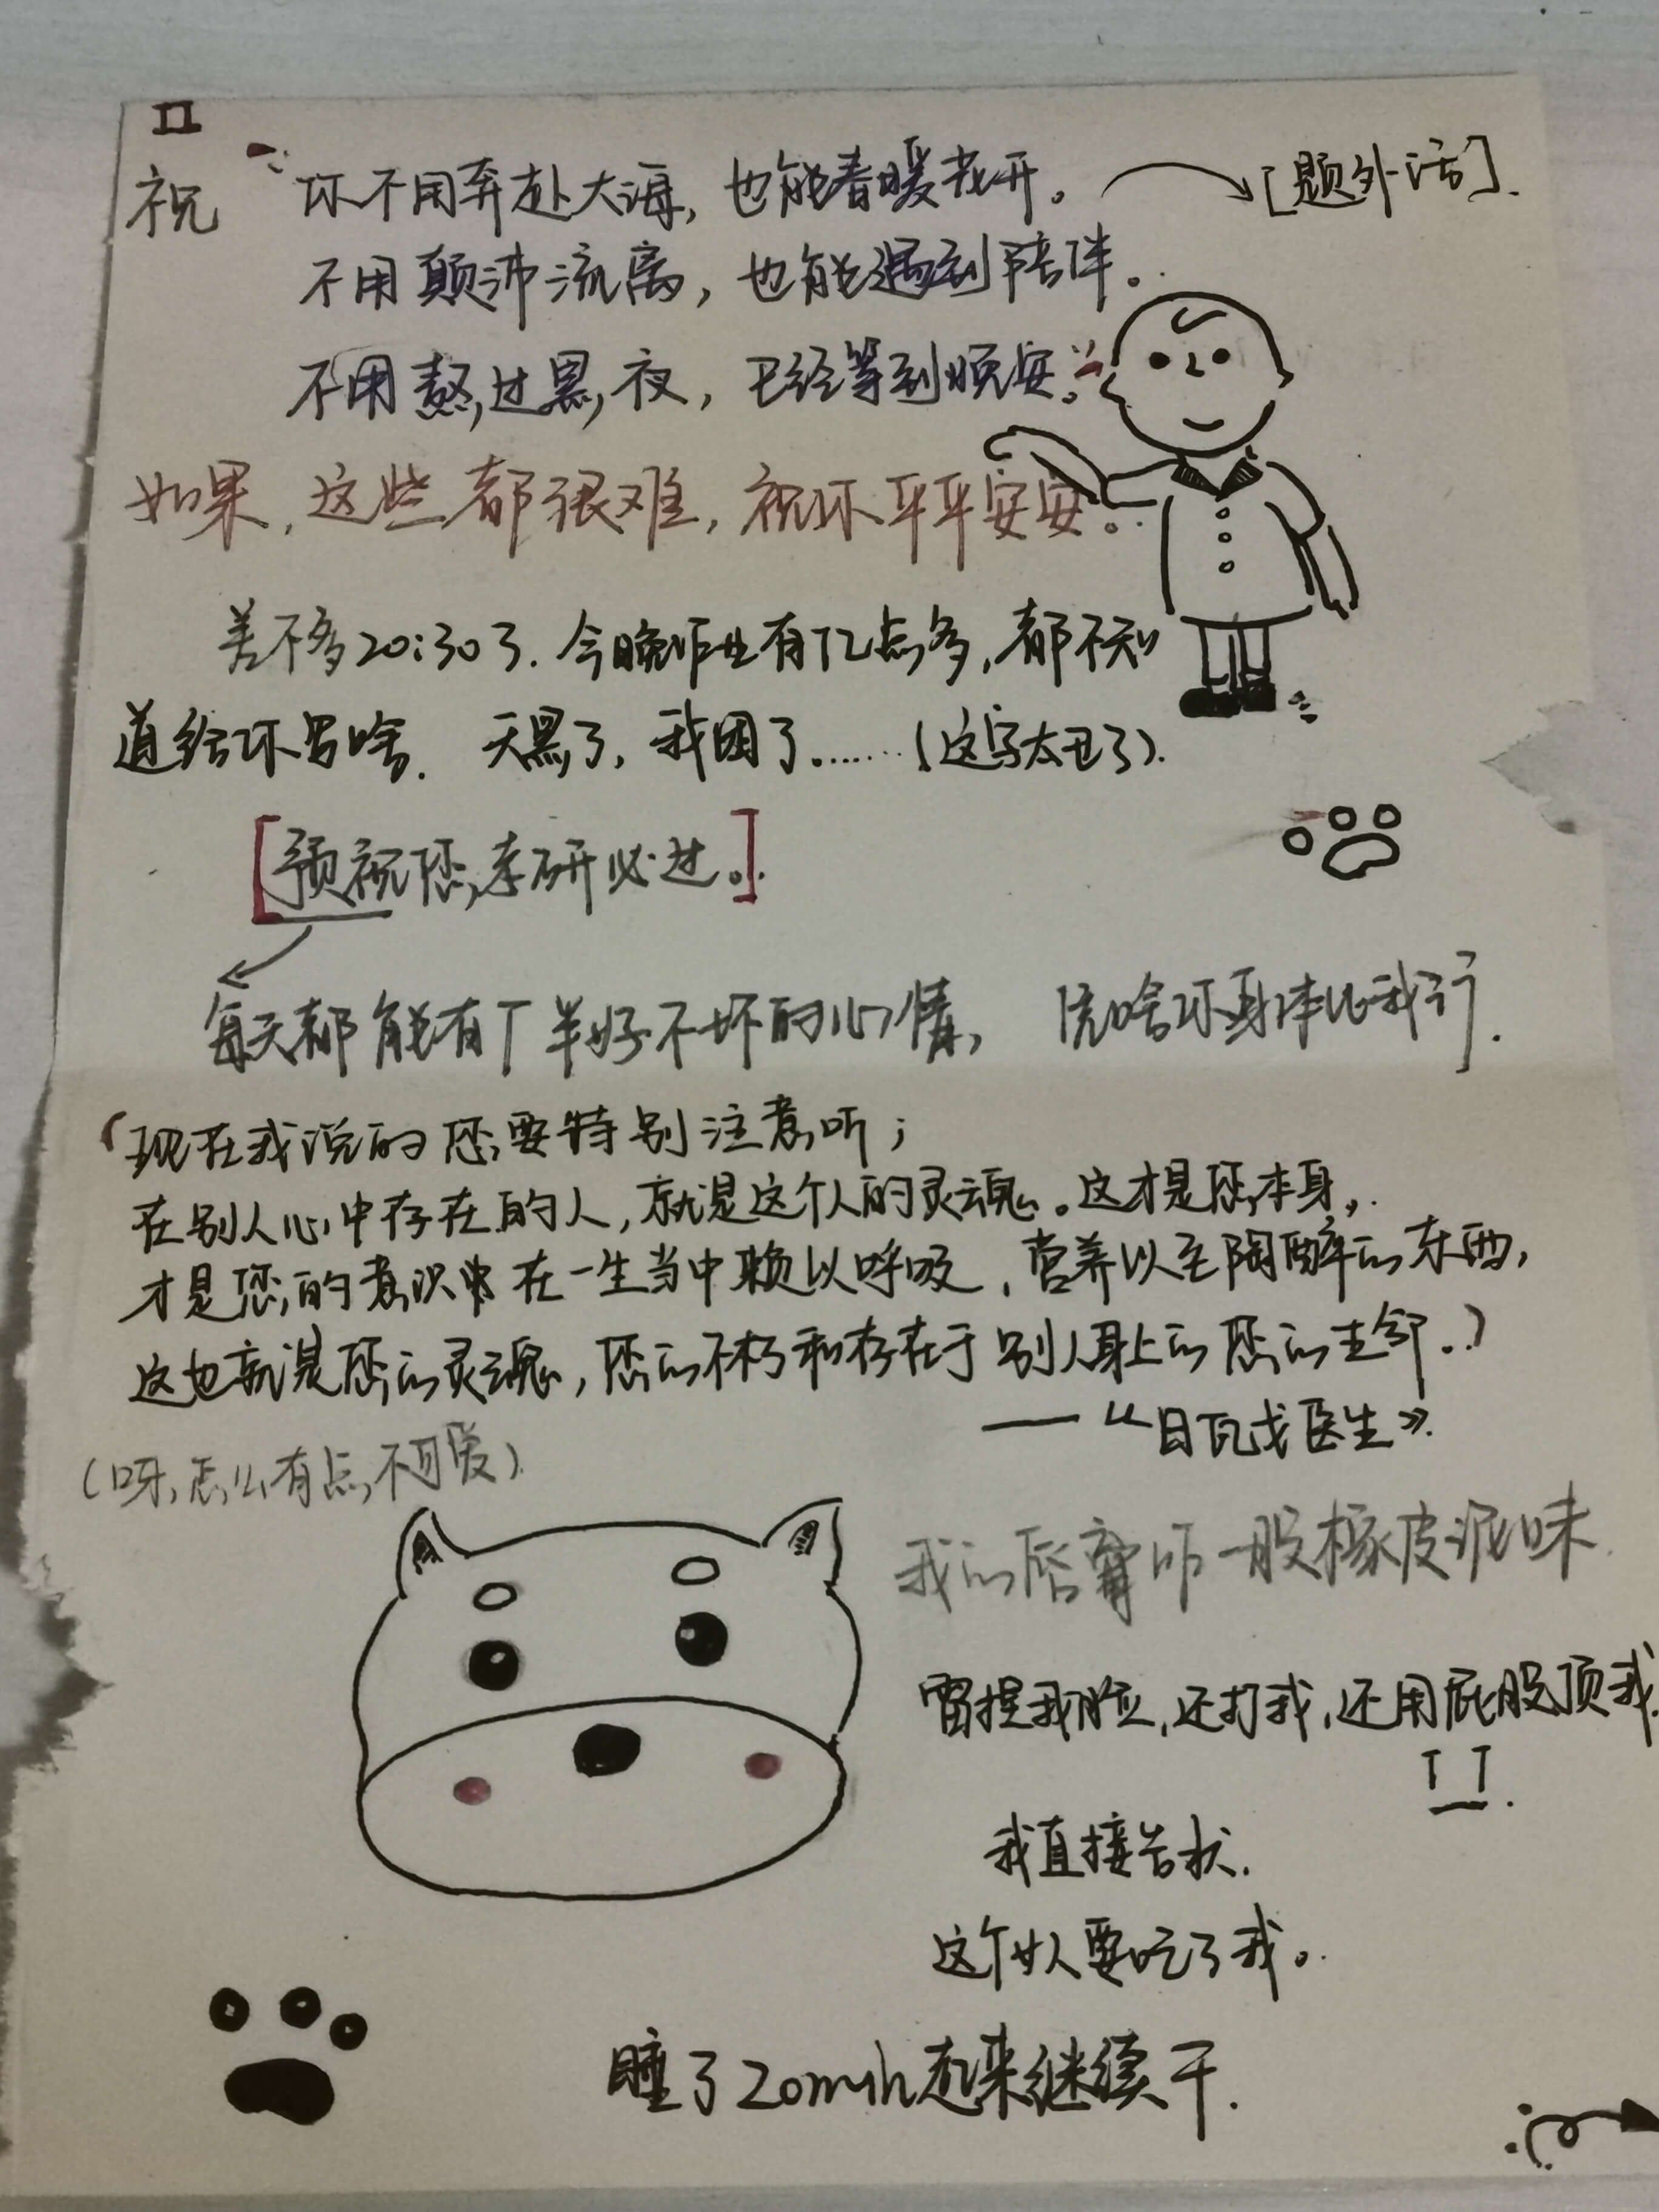 祝 你不用奔赴大海，也能春暖花开。 → [题外话].
不用颠沛流离，也能遇到陪伴。
不用熬过黑夜，已经等到晚安。
如果，这些都很难，祝你平平安安。
差不多20:30了.今晚作业有亿点多,都不知
道给你写啥. 天黑了,我困了……(这字太丑了).
[预祝您考研必过。]
每天都能有个半好不坏的心情, 凭啥你身体比我行.
(现在我说的您要特别注意听;
在别人心中存在的人,就是这个人的灵魂。这才是您本身,
才是您的意识 在一生当中赖以呼吸,营养以至陶醉的东西,
这也就是您的灵魂,您的不朽和存在于别人身上的您的生命.)
——《日瓦戈医生》.
(呀,怎么有点不可爱).
我的唇膏咋一股橡皮泥味.
捏我脸,还打我,还用屁股顶我.
我直接告状.
这个女人要吃了我。
睡了20min起来继续干.